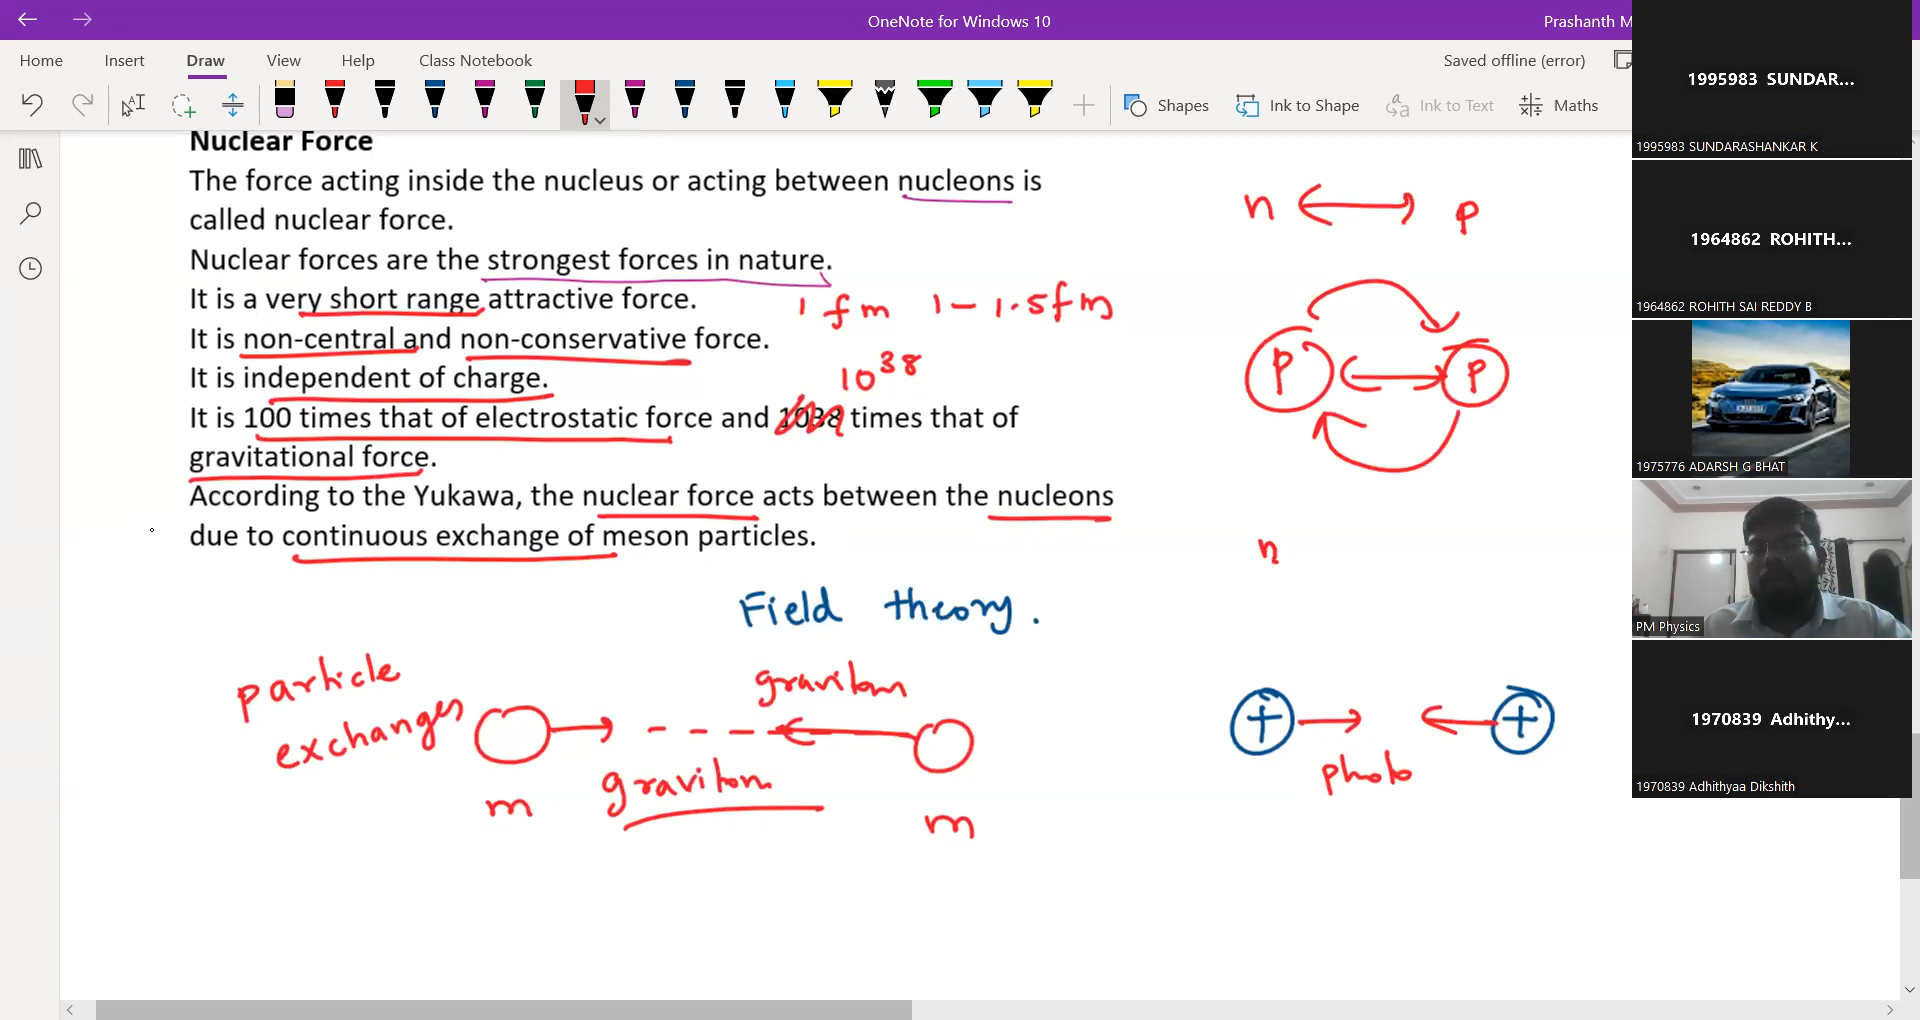 OneNote for Windows 10
Prashanth M
Home Insert Draw View Help Class Notebook
Saved offline (error)
Shapes Ink to Shape Ink to Text Maths
Nuclear Force
The force acting inside the nucleus or acting between nucleons is
called nuclear force.
Nuclear forces are the strongest forces in nature.
It is a very short range attractive force.
1 fm 1 - 1.5 fm
It is non-central and non-conservative force.
It is independent of charge.
10^38
It is 100 times that of electrostatic force and 1038 times that of
gravitational force.
According to the Yukawa, the nuclear force acts between the nucleons
due to continuous exchange of meson particles.
Field theory.
particle
exchanges
graviton
graviton
m
m
n p
p p
n
+ +
photo
1995983 SUNDAR...
1995983 SUNDARASHANKAR K
1964862 ROHITH...
1964862 ROHITH SAI REDDY B
1975776 ADARSH G BHAT
PM Physics
1970839 Adhithy...
1970839 Adhithyaa Dikshith